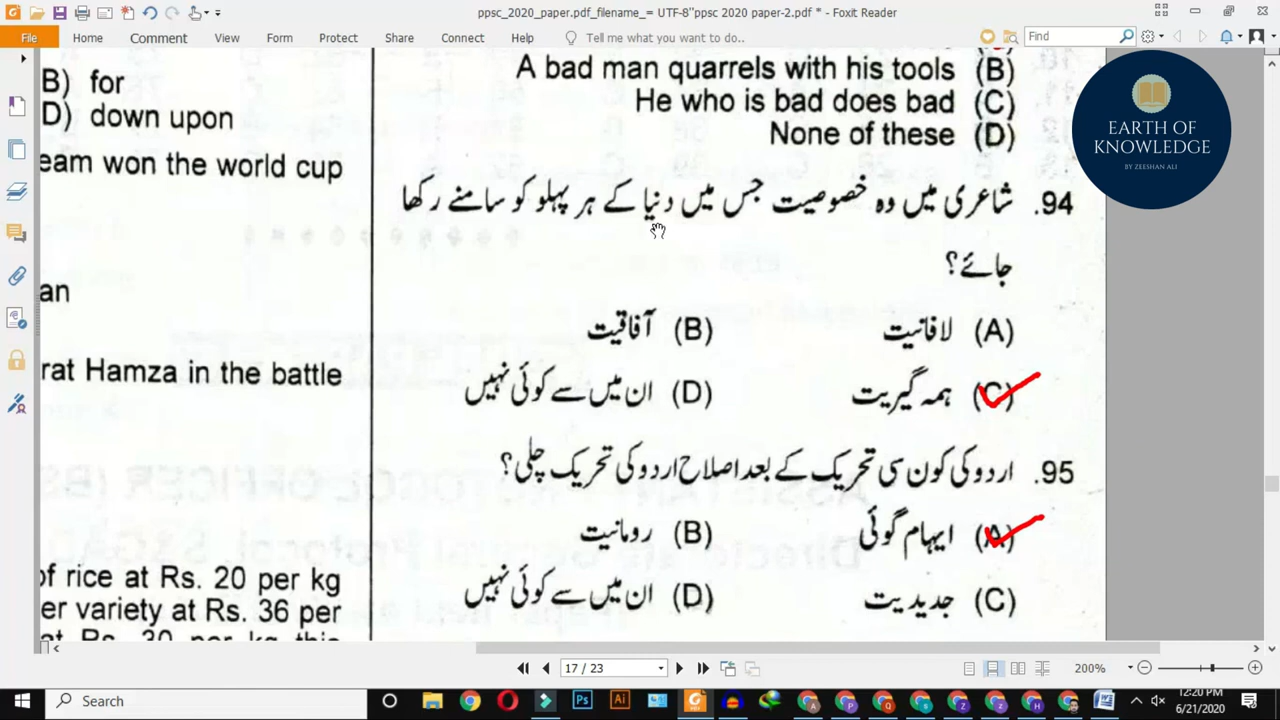 ppsc_2020_paper.pdf_filename_= UTF-8''ppsc 2020 paper-2.pdf * - Foxit Reader
File Home Comment View Form Protect Share Connect Help Tell me what you want to do.. Find
B) for
D) down upon
eam won the world cup
an
rat Hamza in the battle
of rice at Rs. 20 per kg
er variety at Rs. 36 per
A bad man quarrels with his tools (B)
He who is bad does bad (C)
None of these (D)
94. شاعری میں وہ خصوصیت جس میں دنیا کے ہر پہلو کو سامنے رکھا
جائے؟
(A) لافانیت (B) آفاقیت
(C) ہمہ گیریت (D) ان میں سے کوئی نہیں
95. اردو کی کون سی تحریک کے بعد اصلاح اردو کی تحریک چلی؟
(A) ایہام گوئی (B) رومانیت
(C) جدیدیت (D) ان میں سے کوئی نہیں
EARTH OF
KNOWLEDGE
BY ZEESHAN ALI
17 / 23 200%
Search
12:20 PM
6/21/2020